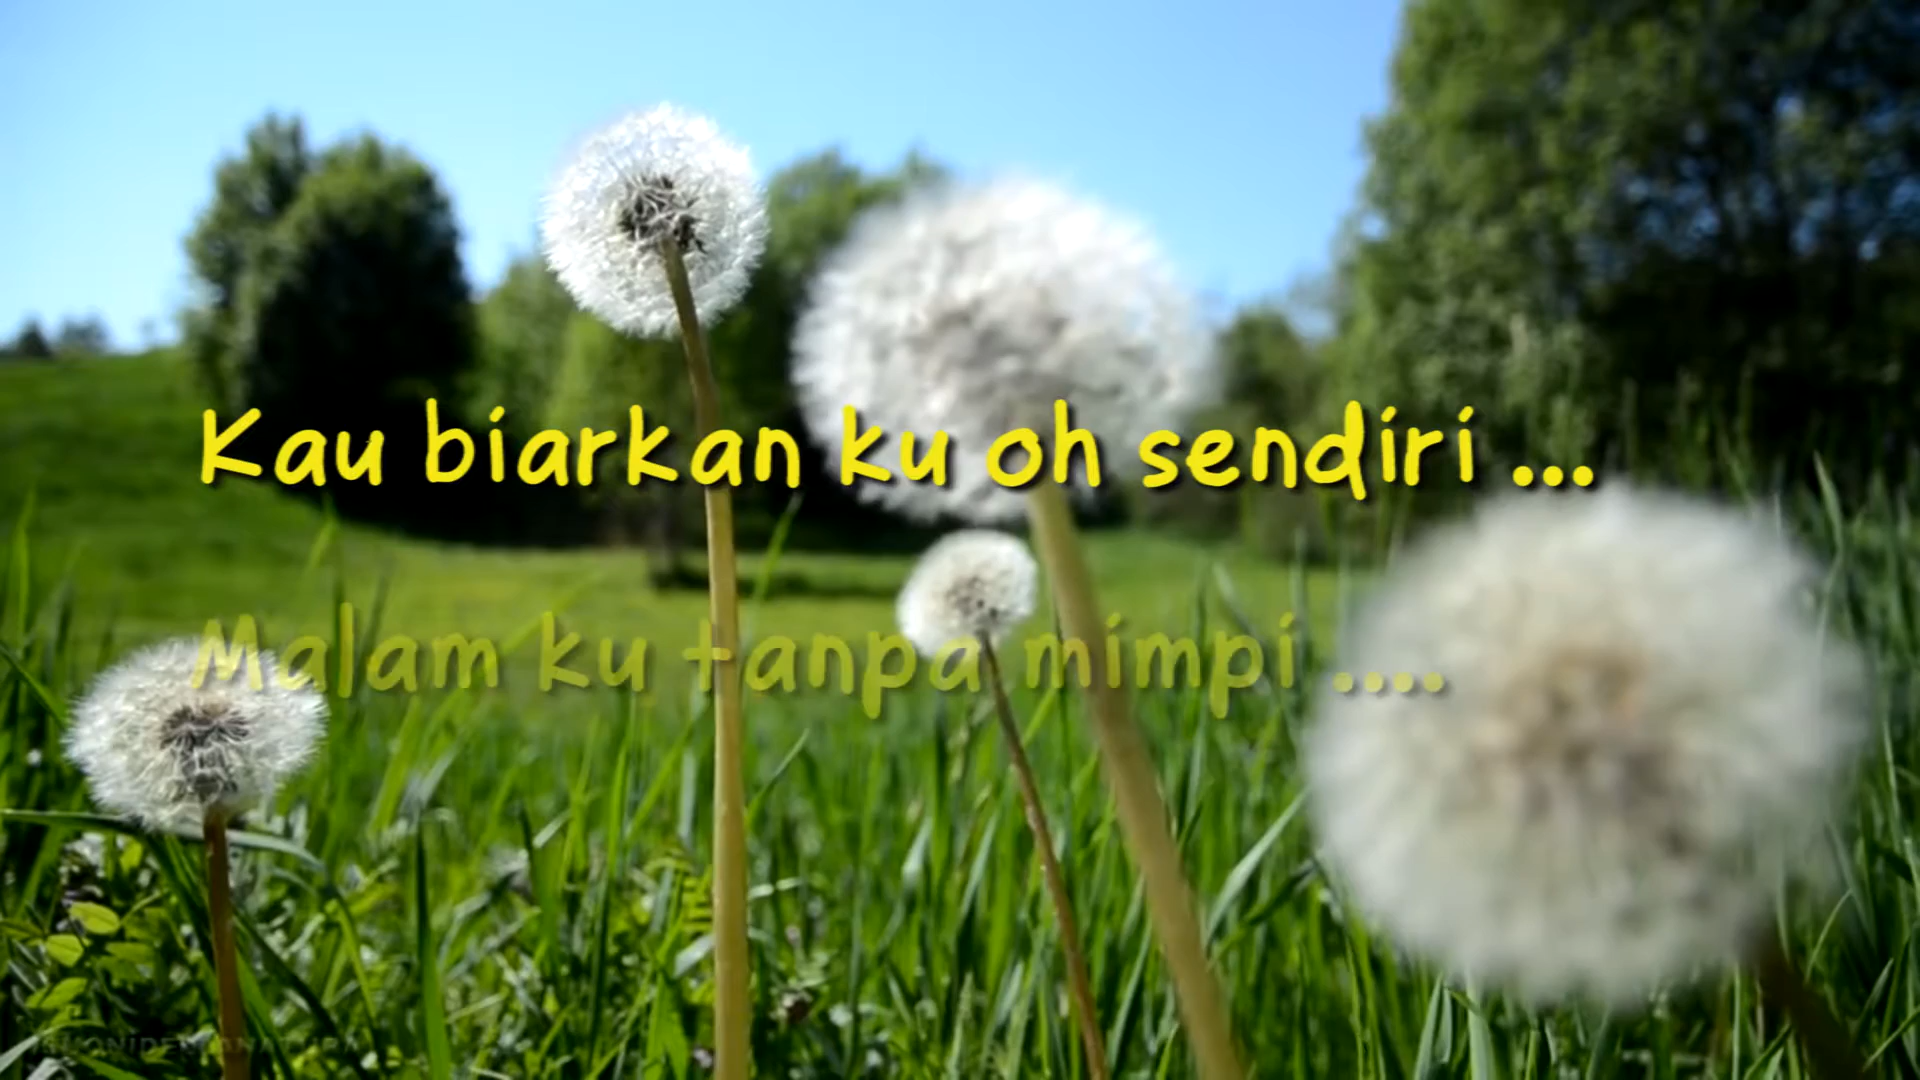 Kau biarkan ku oh sendiri ...
Malam ku tanpa mimpi ....